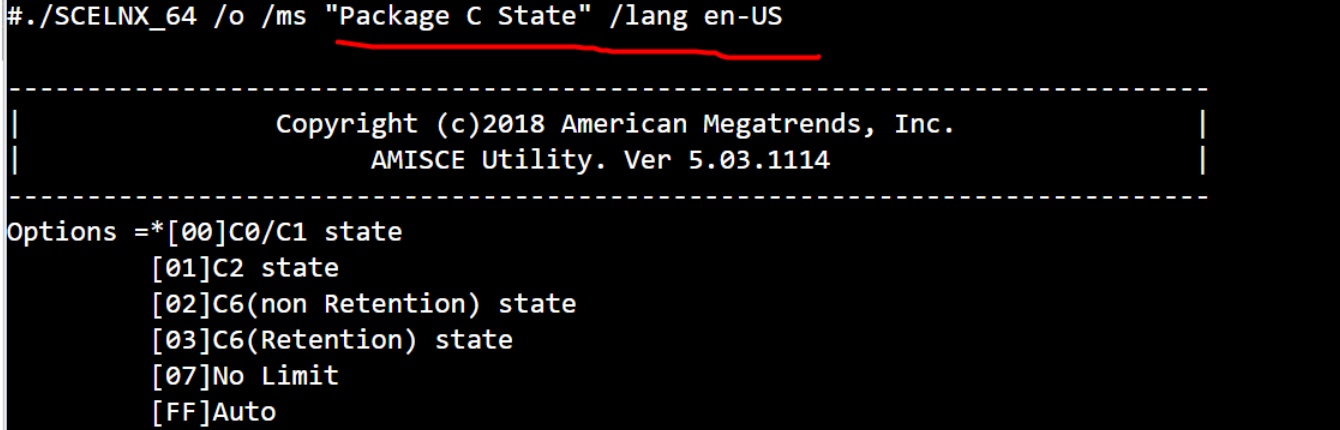 #./SCELNX_64 /o /ms "Package C State" /lang en-US
--------------------------------------------------------------------------
| Copyright (c)2018 American Megatrends, Inc. |
| AMISCE Utility. Ver 5.03.1114 |
--------------------------------------------------------------------------
Options =*[00]C0/C1 state
[01]C2 state
[02]C6(non Retention) state
[03]C6(Retention) state
[07]No Limit
[FF]Auto